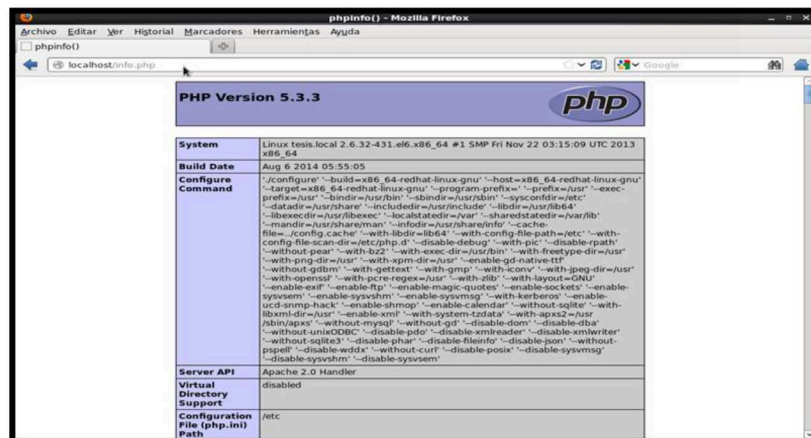 phpinfo() - Mozilla Firefox
Archivo Editar Ver Historial Marcadores Herramientas Ayuda
phpinfo()
localhost/info.php
Google
PHP Version 5.3.3
php
System
Linux tesis.local 2.6.32-431.el6.x86_64 #1 SMP Fri Nov 22 03:15:09 UTC 2013
x86_64
Build Date
Aug 6 2014 05:55:05
Configure
Command
'./configure' '--build=x86_64-redhat-linux-gnu' '--host=x86_64-redhat-linux-gnu'
'--target=x86_64-redhat-linux-gnu' '--program-prefix=' '--prefix=/usr' '--exec-
prefix=/usr' '--bindir=/usr/bin' '--sbindir=/usr/sbin' '--sysconfdir=/etc'
'--datadir=/usr/share' '--includedir=/usr/include' '--libdir=/usr/lib64'
'--libexecdir=/usr/libexec' '--localstatedir=/var' '--sharedstatedir=/var/lib'
'--mandir=/usr/share/man' '--infodir=/usr/share/info' '--cache-
file=../config.cache' '--with-libdir=lib64' '--with-config-file-path=/etc' '--with-
config-file-scan-dir=/etc/php.d' '--disable-debug' '--with-pic' '--disable-rpath'
'--without-pear' '--with-bz2' '--with-exec-dir=/usr/bin' '--with-freetype-dir=/usr'
'--with-png-dir=/usr' '--with-xpm-dir=/usr' '--enable-gd-native-ttf'
'--without-gdbm' '--with-gettext' '--with-gmp' '--with-iconv' '--with-jpeg-dir=/usr'
'--with-openssl' '--with-pcre-regex=/usr' '--with-zlib' '--with-layout=GNU'
'--enable-exif' '--enable-ftp' '--enable-magic-quotes' '--enable-sockets' '--enable-
sysvsem' '--enable-sysvshm' '--enable-sysvmsg' '--with-kerberos' '--enable-
ucd-snmp-hack' '--enable-shmop' '--enable-calendar' '--without-sqlite' '--with-
libxml-dir=/usr' '--enable-xml' '--with-system-tzdata' '--with-apxs2=/usr
/sbin/apxs' '--without-mysql' '--without-gd' '--disable-dom' '--disable-dba'
'--without-unixODBC' '--disable-pdo' '--disable-xmlreader' '--disable-xmlwriter'
'--without-sqlite3' '--disable-phar' '--disable-fileinfo' '--disable-json' '--without-
pspell' '--disable-wddx' '--without-curl' '--disable-posix' '--disable-sysvmsg'
'--disable-sysvshm' '--disable-sysvsem'
Server API
Apache 2.0 Handler
Virtual
Directory
Support
disabled
Configuration
File (php.ini)
Path
/etc